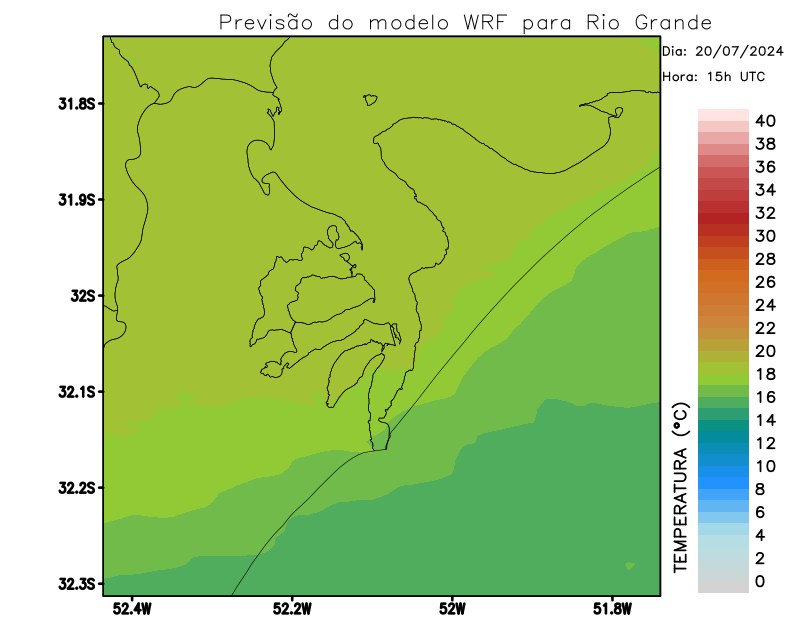 Previsão do modelo WRF para Rio Grande
Dia: 20/07/2024
Hora: 15h UTC
31.8S
31.9S
32S
32.1S
32.2S
32.3S
52.4W
52.2W
52W
51.8W
TEMPERATURA (°C)
40
38
36
34
32
30
28
26
24
22
20
18
16
14
12
10
8
6
4
2
0